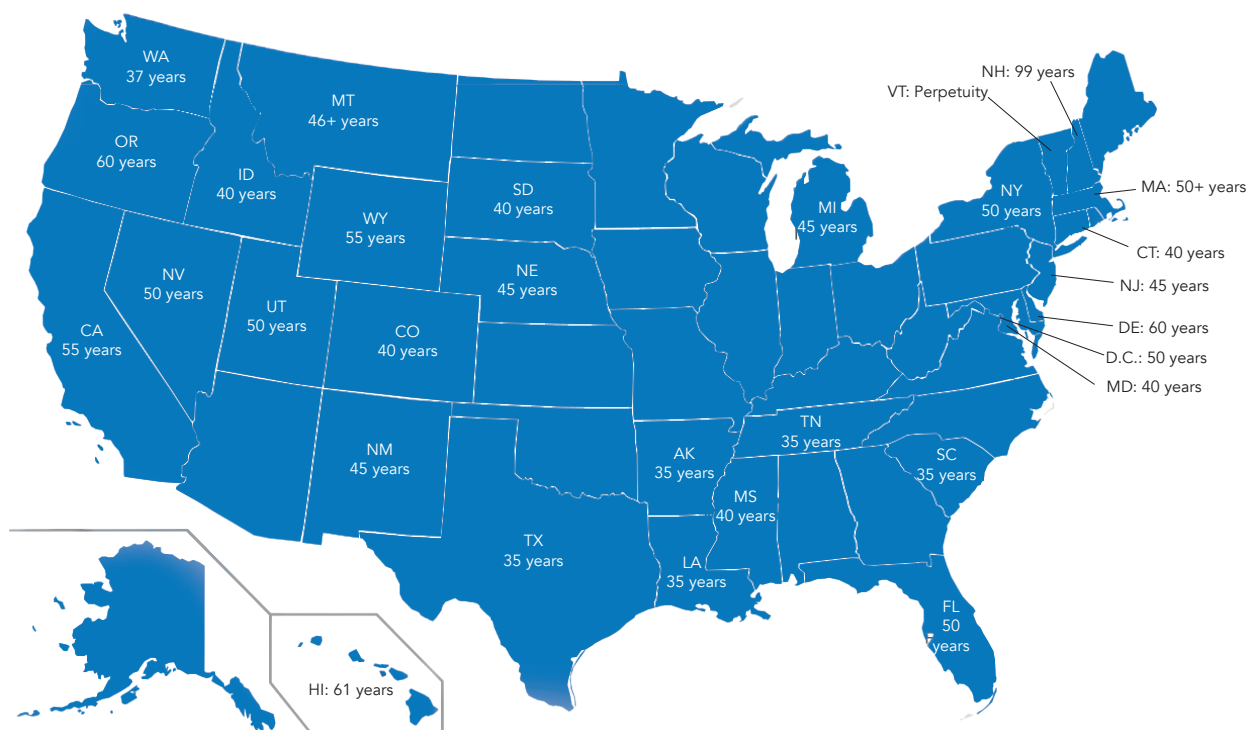 WA
37 years
MT
46+ years
NH: 99 years
VT: Perpetuity
OR
60 years
ID
40 years
SD
40 years
WY
55 years
MI
45 years
NY
50 years
MA: 50+ years
CT: 40 years
NV
50 years
NE
45 years
NJ: 45 years
UT
50 years
CA
55 years
CO
40 years
DE: 60 years
D.C.: 50 years
MD: 40 years
NM
45 years
TN
35 years
AK
35 years
SC
35 years
MS
40 years
TX
35 years
LA
35 years
FL
50
years
HI: 61 years